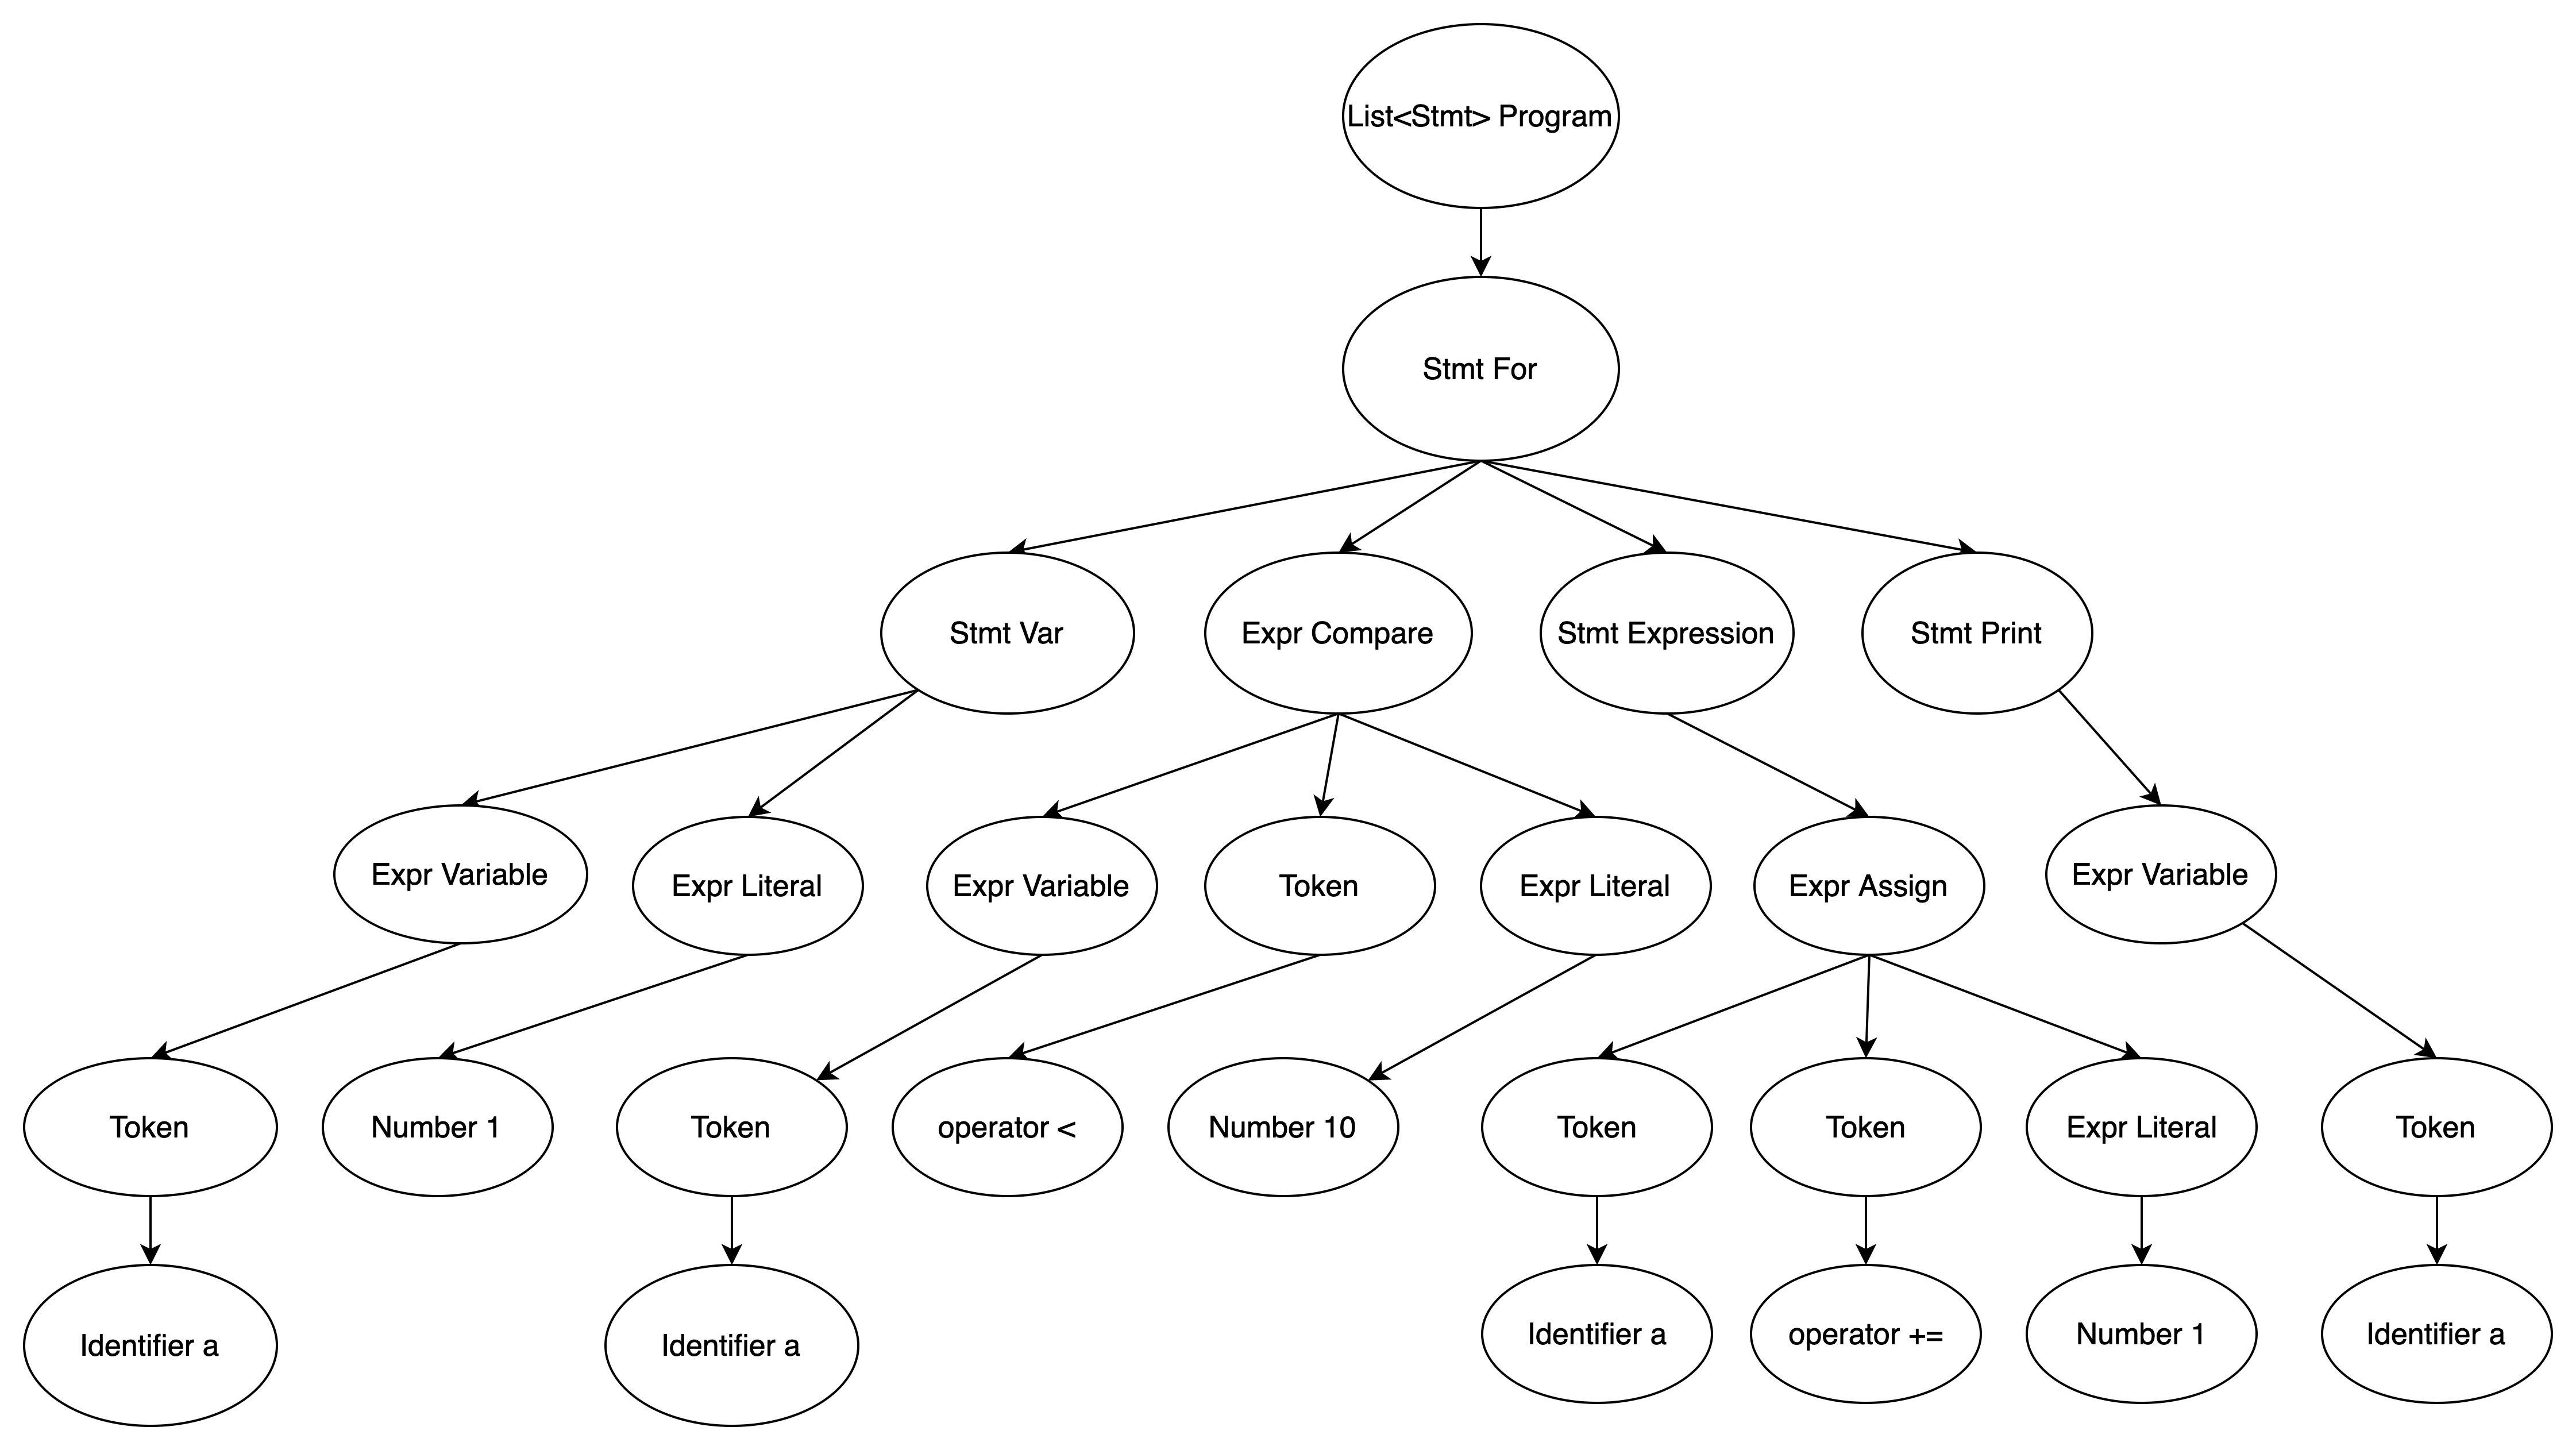 List<Stmt> Program
Stmt For
Stmt Var
Expr Compare
Stmt Expression
Stmt Print
Expr Variable
Expr Literal
Expr Variable
Token
Expr Literal
Expr Assign
Expr Variable
Token
Number 1
Token
operator <
Number 10
Token
Token
Expr Literal
Token
Identifier a
Identifier a
Identifier a
operator +=
Number 1
Identifier a